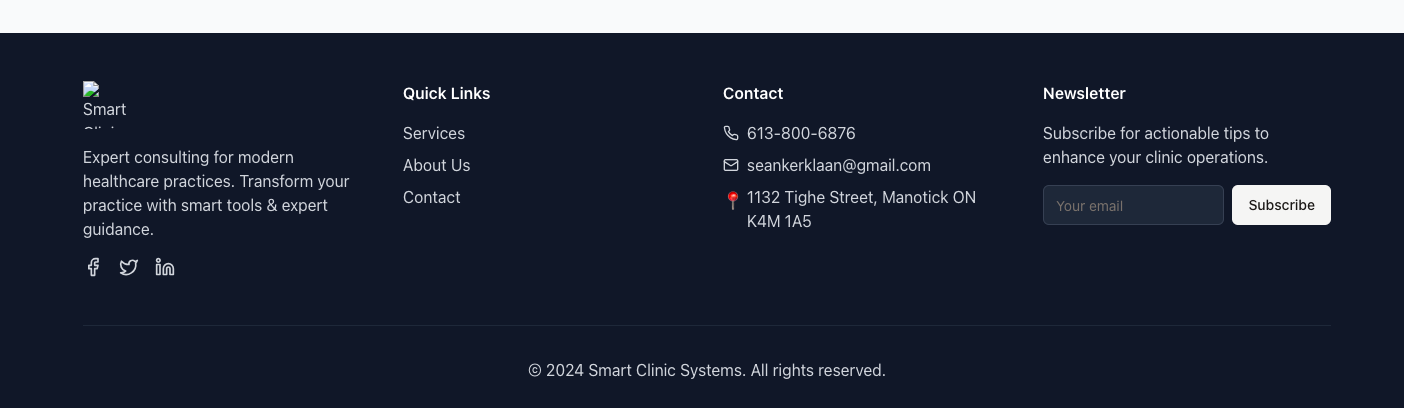 Smart
Expert consulting for modern
healthcare practices. Transform your
practice with smart tools & expert
guidance.
Quick Links
Services
About Us
Contact
Contact
613-800-6876
seankerklaan@gmail.com
1132 Tighe Street, Manotick ON
K4M 1A5
Newsletter
Subscribe for actionable tips to
enhance your clinic operations.
Your email
Subscribe
© 2024 Smart Clinic Systems. All rights reserved.